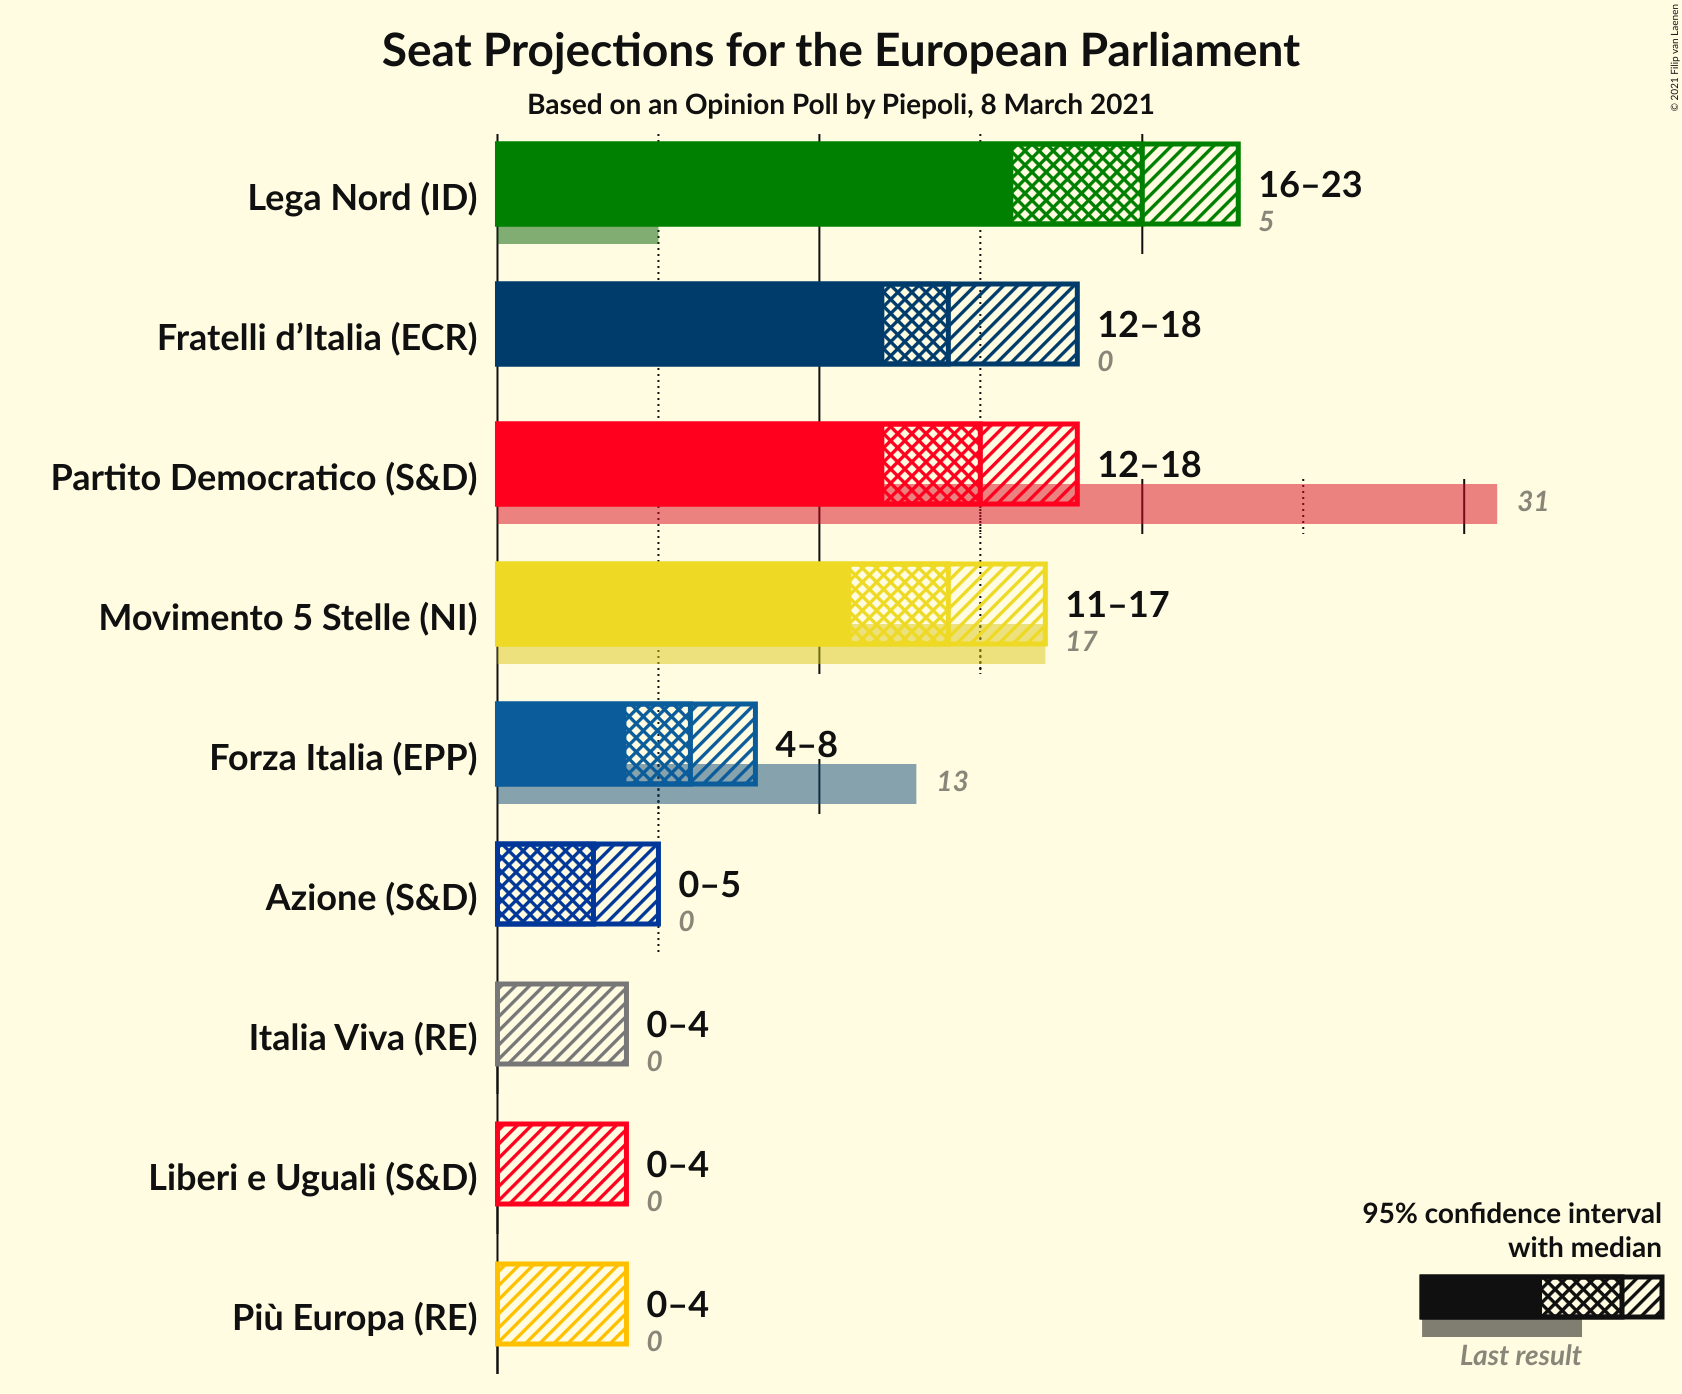 Seat Projections for the European Parliament
Based on an Opinion Poll by Piepoli, 8 March 2021
© 2021 Filip van Laenen
Lega Nord (ID)
16–23
5
Fratelli d’Italia (ECR)
12–18
0
Partito Democratico (S&D)
12–18
31
Movimento 5 Stelle (NI)
11–17
17
Forza Italia (EPP)
4–8
13
Azione (S&D)
0–5
0
Italia Viva (RE)
0–4
0
Liberi e Uguali (S&D)
0–4
0
Più Europa (RE)
0–4
0
95% confidence interval
with median
Last result